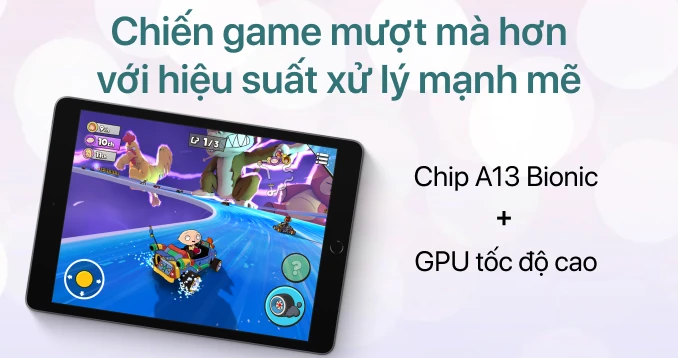 Chiến game mượt mà hơn
với hiệu suất xử lý mạnh mẽ
10th
1/3
Chip A13 Bionic
+
GPU tốc độ cao
?